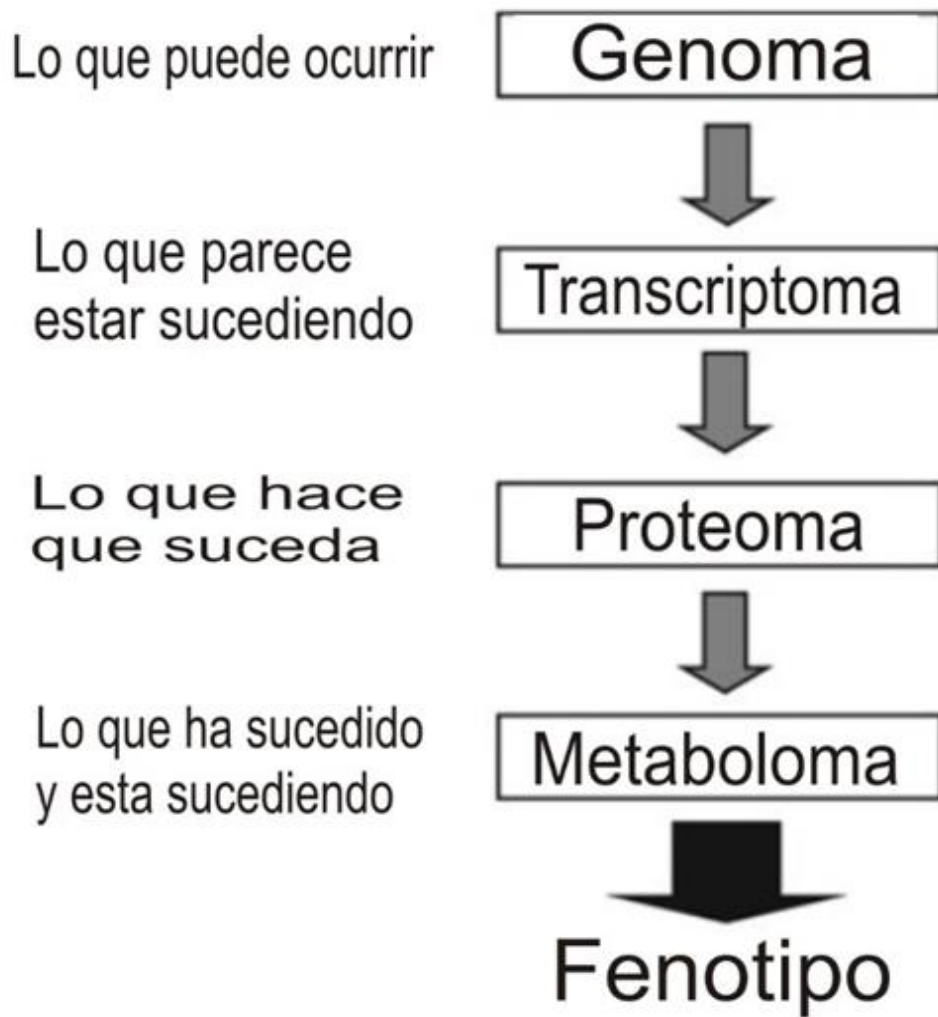 Lo que puede ocurrir
Genoma
Lo que parece
estar sucediendo
Transcriptoma
Lo que hace
que suceda
Proteoma
Lo que ha sucedido
y esta sucediendo
Metaboloma
Fenotipo